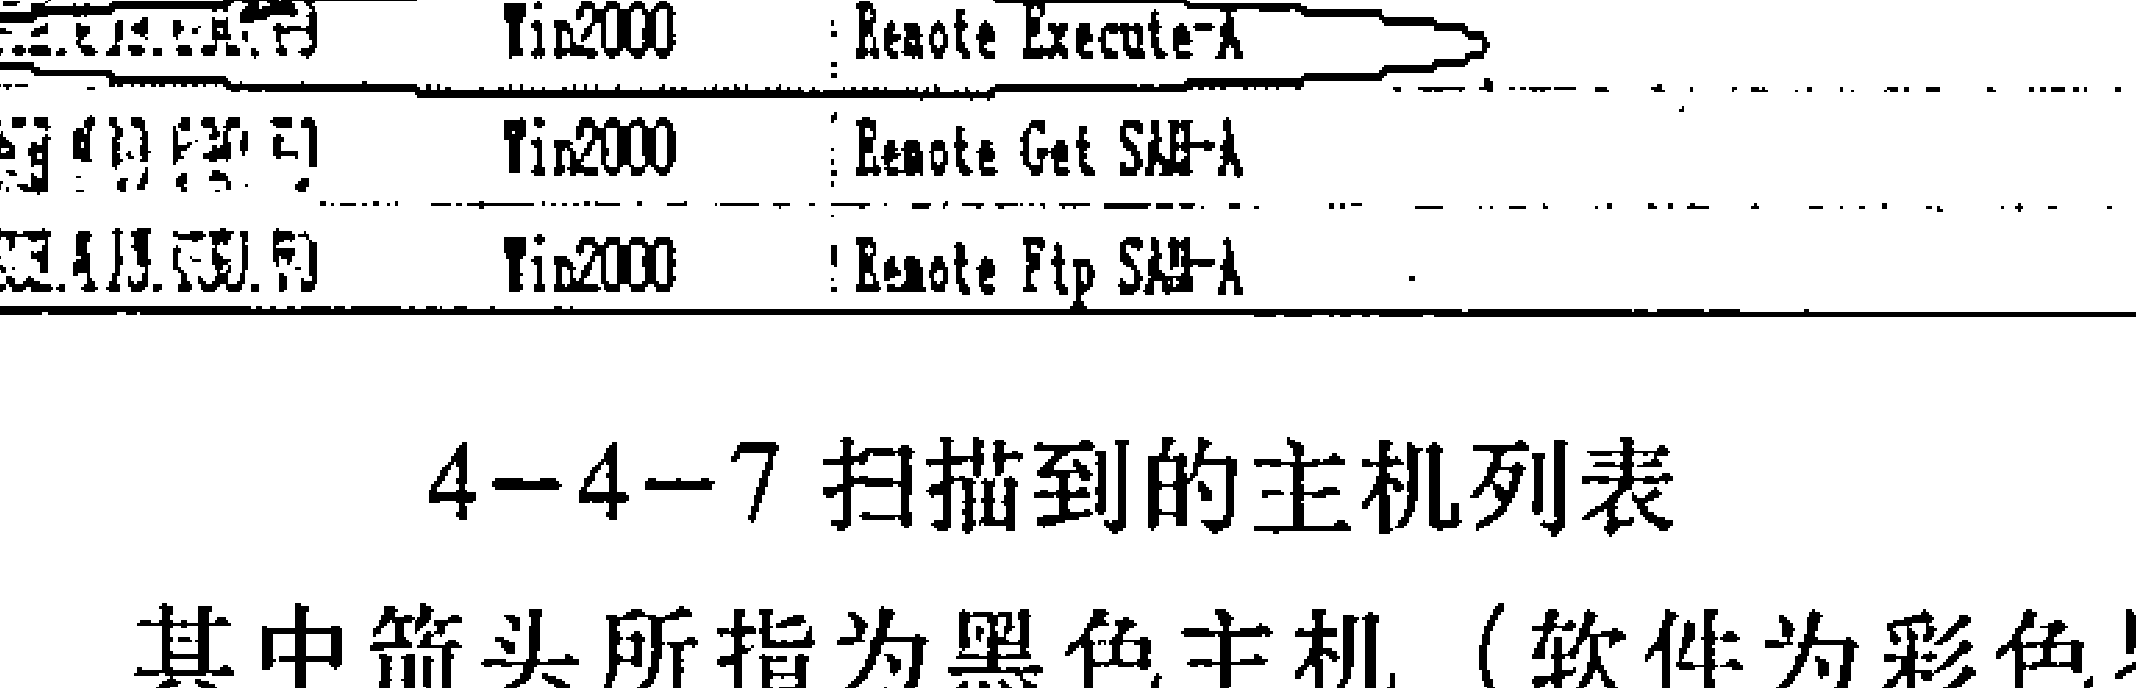 Win2000 Remote Execute-A
Win2000 Remote Get SAM-A
Win2000 Remote Ftp SAM-A
4-4-7 扫描到的主机列表
其中箭头所指为黑色主机（软件为彩色